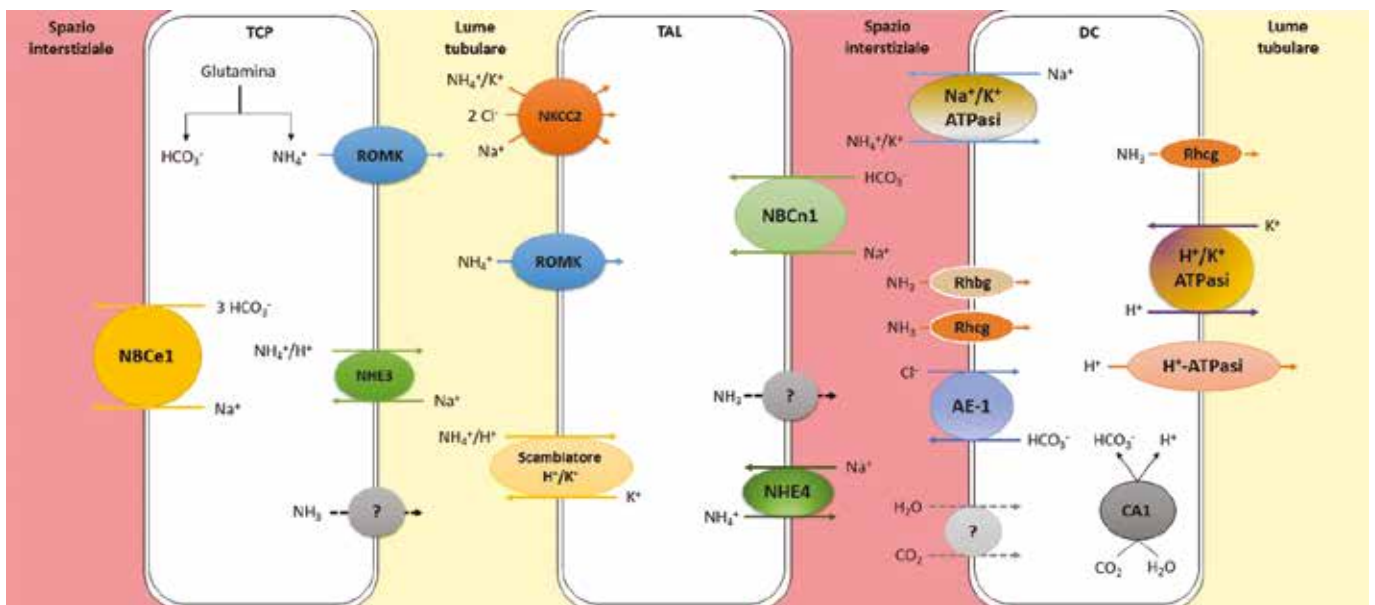 Spazio
interstiziale
TCP
Lume
tubulare
TAL
Spazio
interstiziale
DC
Lume
tubulare
Glutamina
HCO₃⁻
NH₄⁺
ROMK
3 HCO₃⁻
NBCe1
Na⁺
NH₄⁺/H⁺
NHE3
Na⁺
NH₃
?
NH₄⁺/K⁺
2 Cl⁻
Na⁺
NKCC2
NH₄⁺
ROMK
NH₄⁺/H⁺
Scambiatore
H⁺/K⁺
K⁺
HCO₃⁻
NBCn1
Na⁺
NH₃
?
Na⁺
NHE4
NH₄⁺
Na⁺
Na⁺/K⁺
ATPasi
NH₄⁺/K⁺
NH₃
Rhbg
NH₃
Rhcg
Cl⁻
AE-1
HCO₃⁻
H₂O
?
CO₂
NH₃
Rhcg
K⁺
H⁺/K⁺
ATPasi
H⁺
H⁺
H⁺-ATPasi
HCO₃⁻
H⁺
CA1
CO₂
H₂O